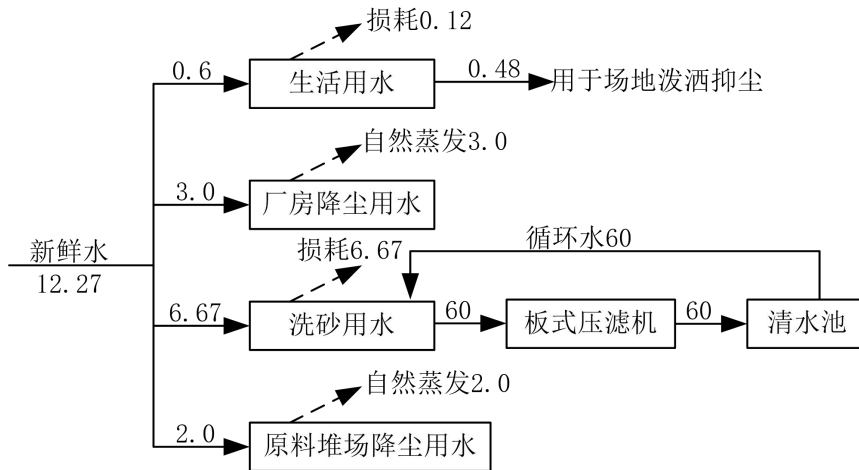 损耗0.12
0.6
生活用水
0.48
用于场地泼洒抑尘
自然蒸发3.0
3.0
厂房降尘用水
新鲜水
12.27
损耗6.67
循环水60
6.67
洗砂用水
60
板式压滤机
60
清水池
自然蒸发2.0
2.0
原料堆场降尘用水